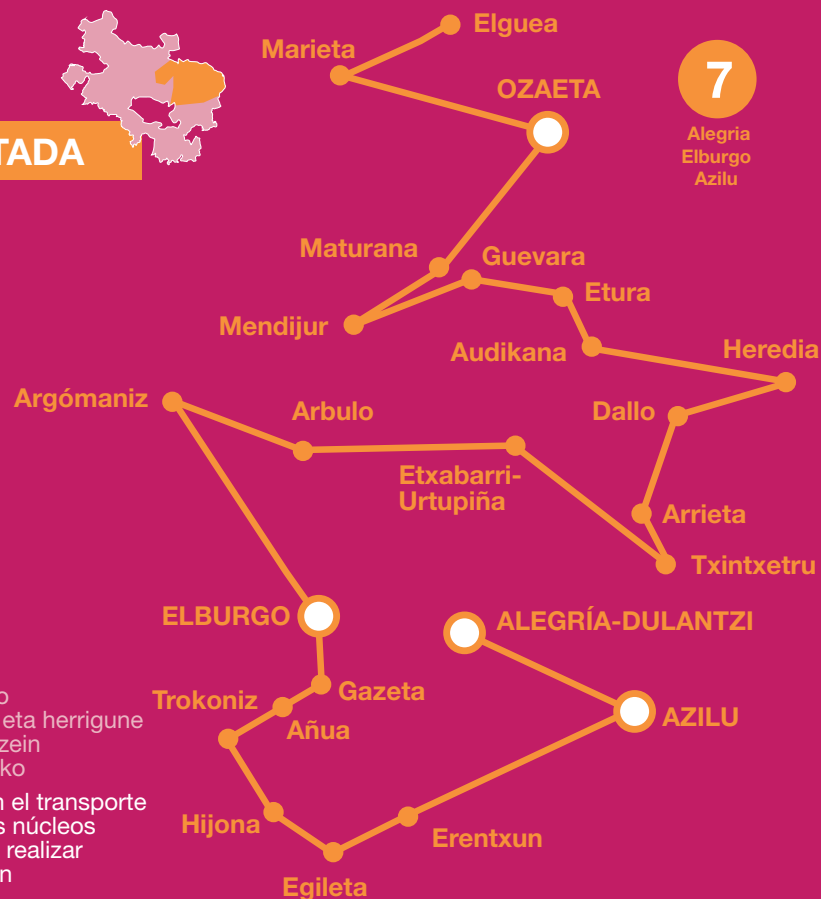 Elguea
Marieta
7
OZAETA
Alegria
Elburgo
Azilu
TADA
Maturana
Guevara
Etura
Mendijur
Audikana
Heredia
Argómaniz
Arbulo
Dallo
Etxabarri-
Urtupiña
Arrieta
Txintxetru
ELBURGO
ALEGRÍA-DULANTZI
Gazeta
Trokoniz
Añua
AZILU
eta herrigune
zein
ko
n el transporte
s núcleos
realizar
n
Hijona
Erentxun
Egileta